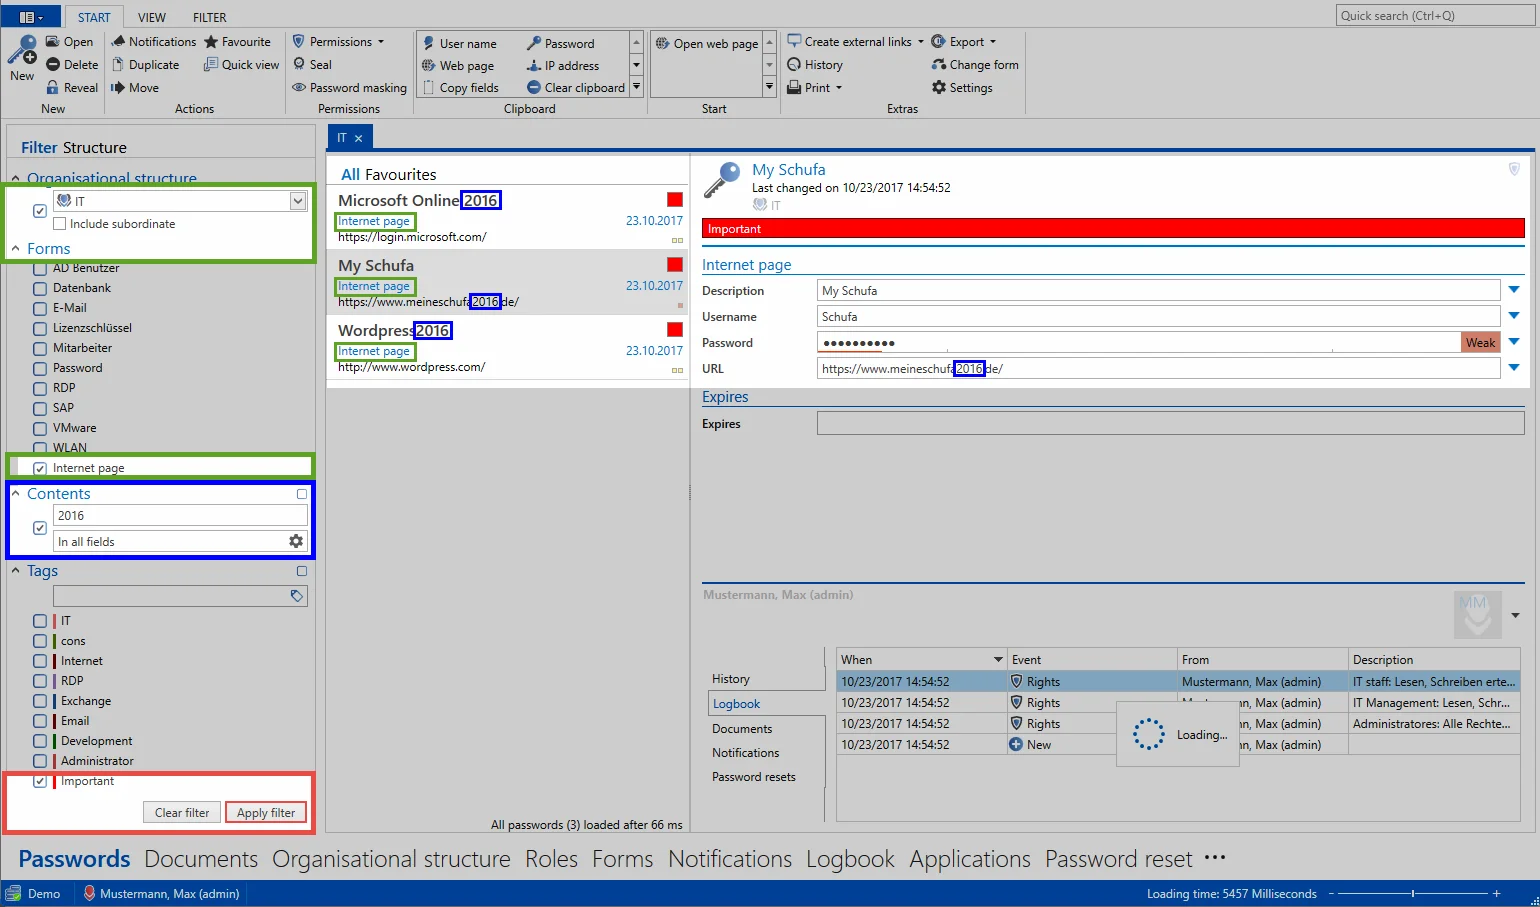 START VIEW FILTER
Quick search (Ctrl+Q)
New
Open
Delete
Reveal
New
Notifications Favourite
Duplicate Quick view
Move
Actions
Permissions
Seal
Password masking
Permissions
User name Password
Web page IP address
Copy fields Clear clipboard
Clipboard
Open web page
Start
Create external links Export
History Change form
Print Settings
Extras
Filter Structure
Organisational structure
IT
Include subordinate
Forms
AD Benutzer
Datenbank
E-Mail
Lizenzschlüssel
Mitarbeiter
Password
RDP
SAP
VMware
WLAN
Internet page
Contents
2016
In all fields
Tags
IT
cons
Internet
RDP
Exchange
Email
Development
Administrator
Important
Clear filter Apply filter
IT
All Favourites
Microsoft Online 2016
Internet page 23.10.2017
https://login.microsoft.com/
My Schufa
Internet page 23.10.2017
https://www.meineschufa2016.de/
Wordpress 2016
Internet page 23.10.2017
http://www.wordpress.com/
All passwords (3) loaded after 66 ms
My Schufa
Last changed on 10/23/2017 14:54:52
IT
Important
Internet page
Description My Schufa
Username Schufa
Password ●●●●●●●●●● Weak
URL https://www.meineschufa2016.de/
Expires
Expires
Mustermann, Max (admin)
MM
History
Logbook
Documents
Notifications
Password resets
When Event From Description
10/23/2017 14:54:52 Rights Mustermann, Max (admin) IT staff: Lesen, Schreiben erte...
10/23/2017 14:54:52 Rights IT Management: Lesen, Schr...
10/23/2017 14:54:52 Rights Max (admin) Administratores: Alle Rechte...
10/23/2017 14:54:52 New (admin)
Loading...
Passwords Documents Organisational structure Roles Forms Notifications Logbook Applications Password reset ...
Demo Mustermann, Max (admin) Loading time: 5457 Milliseconds - +